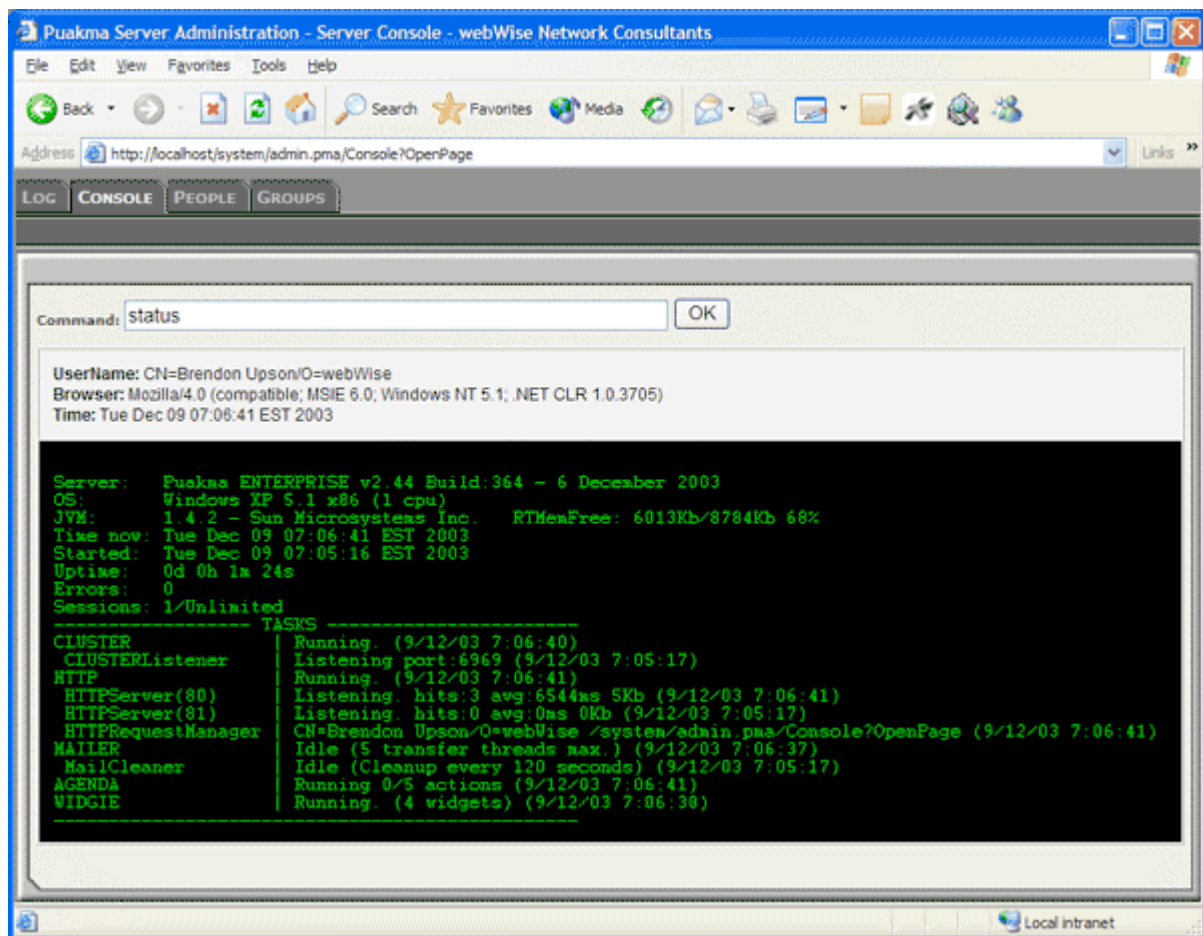 Puakma Server Administration - Server Console - webWise Network Consultants
File Edit View Favorites Tools Help
Back Search Favorites Media
Address http://localhost/system/admin.pma/Console?OpenPage Links »
LOG CONSOLE PEOPLE GROUPS
Command: status OK
UserName: CN=Brendon Upson/O=webWise
Browser: Mozilla/4.0 (compatible; MSIE 6.0; Windows NT 5.1; .NET CLR 1.0.3705)
Time: Tue Dec 09 07:06:41 EST 2003
Server: Puakma ENTERPRISE v2.44 Build:364 - 6 December 2003
OS: Windows XP 5.1 x86 (1 cpu)
JVM: 1.4.2 - Sun Microsystems Inc. RTMemFree: 6013Kb/8784Kb 68%
Time now: Tue Dec 09 07:06:41 EST 2003
Started: Tue Dec 09 07:05:16 EST 2003
Uptime: 0d 0h 1m 24s
Errors: 0
Sessions: 1/Unlimited
------------------ TASKS -----------------------
CLUSTER | Running. (9/12/03 7:06:40)
CLUSTERListener | Listening port:6969 (9/12/03 7:05:17)
HTTP | Running. (9/12/03 7:06:41)
HTTPServer(80) | Listening. hits:3 avg:6544ms 5Kb (9/12/03 7:06:41)
HTTPServer(81) | Listening. hits:0 avg:0ms 0Kb (9/12/03 7:05:17)
HTTPRequestManager | CN=Brendon Upson/O=webWise /system/admin.pma/Console?OpenPage (9/12/03 7:06:41)
MAILER | Idle (5 transfer threads max.) (9/12/03 7:06:37)
MailCleaner | Idle (Cleanup every 120 seconds) (9/12/03 7:05:17)
AGENDA | Running 0/5 actions (9/12/03 7:06:41)
WIDGIE | Running. (4 widgets) (9/12/03 7:06:38)
------------------------------------------------
Local intranet